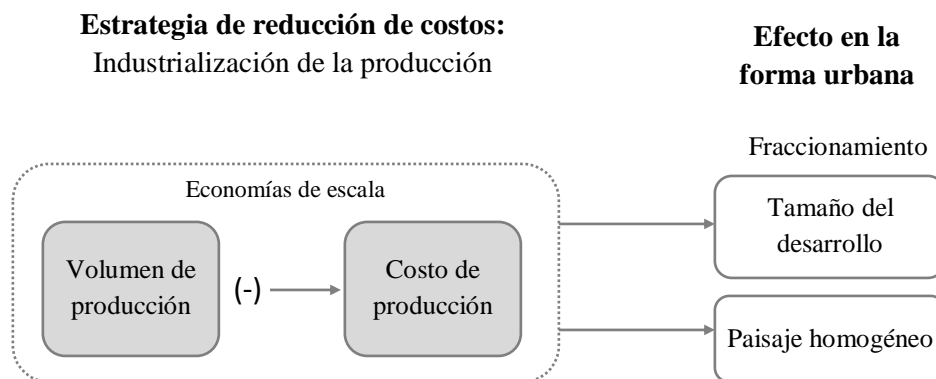 Estrategia de reducción de costos:
Industrialización de la producción
Efecto en la
forma urbana
Economías de escala
Volumen de
producción
(-)
Costo de
producción
Fraccionamiento
Tamaño del
desarrollo
Paisaje homogéneo